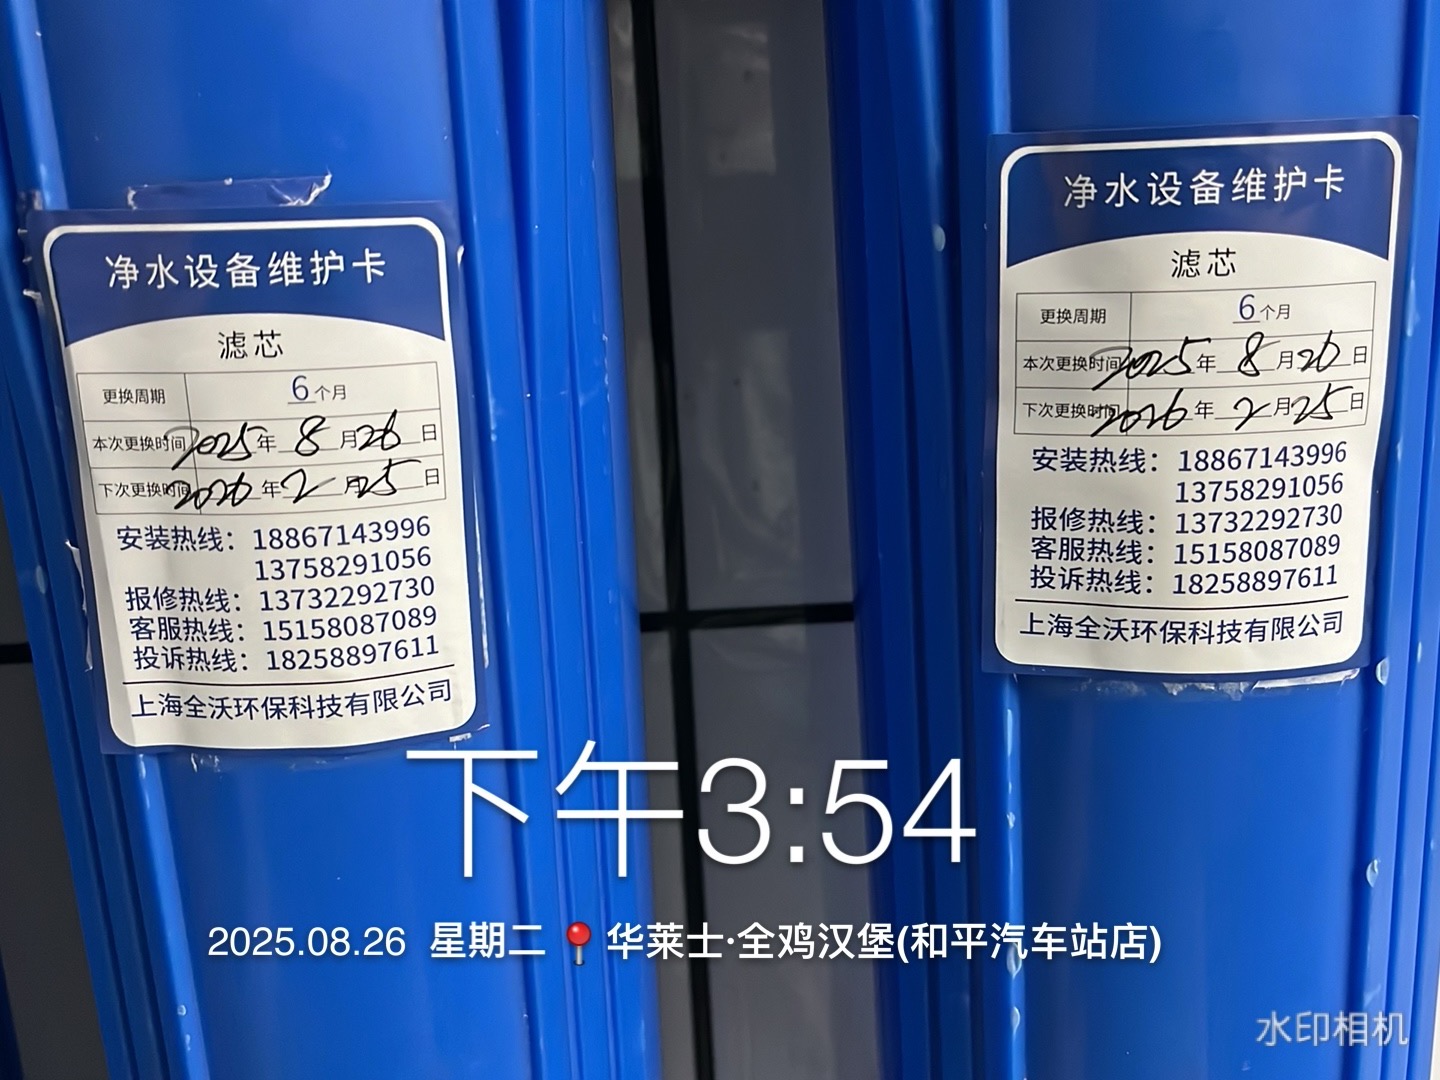 净水设备维护卡
滤芯
更换周期 6个月
本次更换时间 2025年 8月26日
下次更换时间 2026年 2月25日
安装热线：18867143996
13758291056
报修热线：13732292730
客服热线：15158087089
投诉热线：18258897611
上海全沃环保科技有限公司
净水设备维护卡
滤芯
更换周期 6个月
本次更换时间 2025年 8月26日
下次更换时间 2026年 2月25日
安装热线：18867143996
13758291056
报修热线：13732292730
客服热线：15158087089
投诉热线：18258897611
上海全沃环保科技有限公司
下午3:54
2025.08.26 星期二 华莱士·全鸡汉堡(和平汽车站店)
水印相机